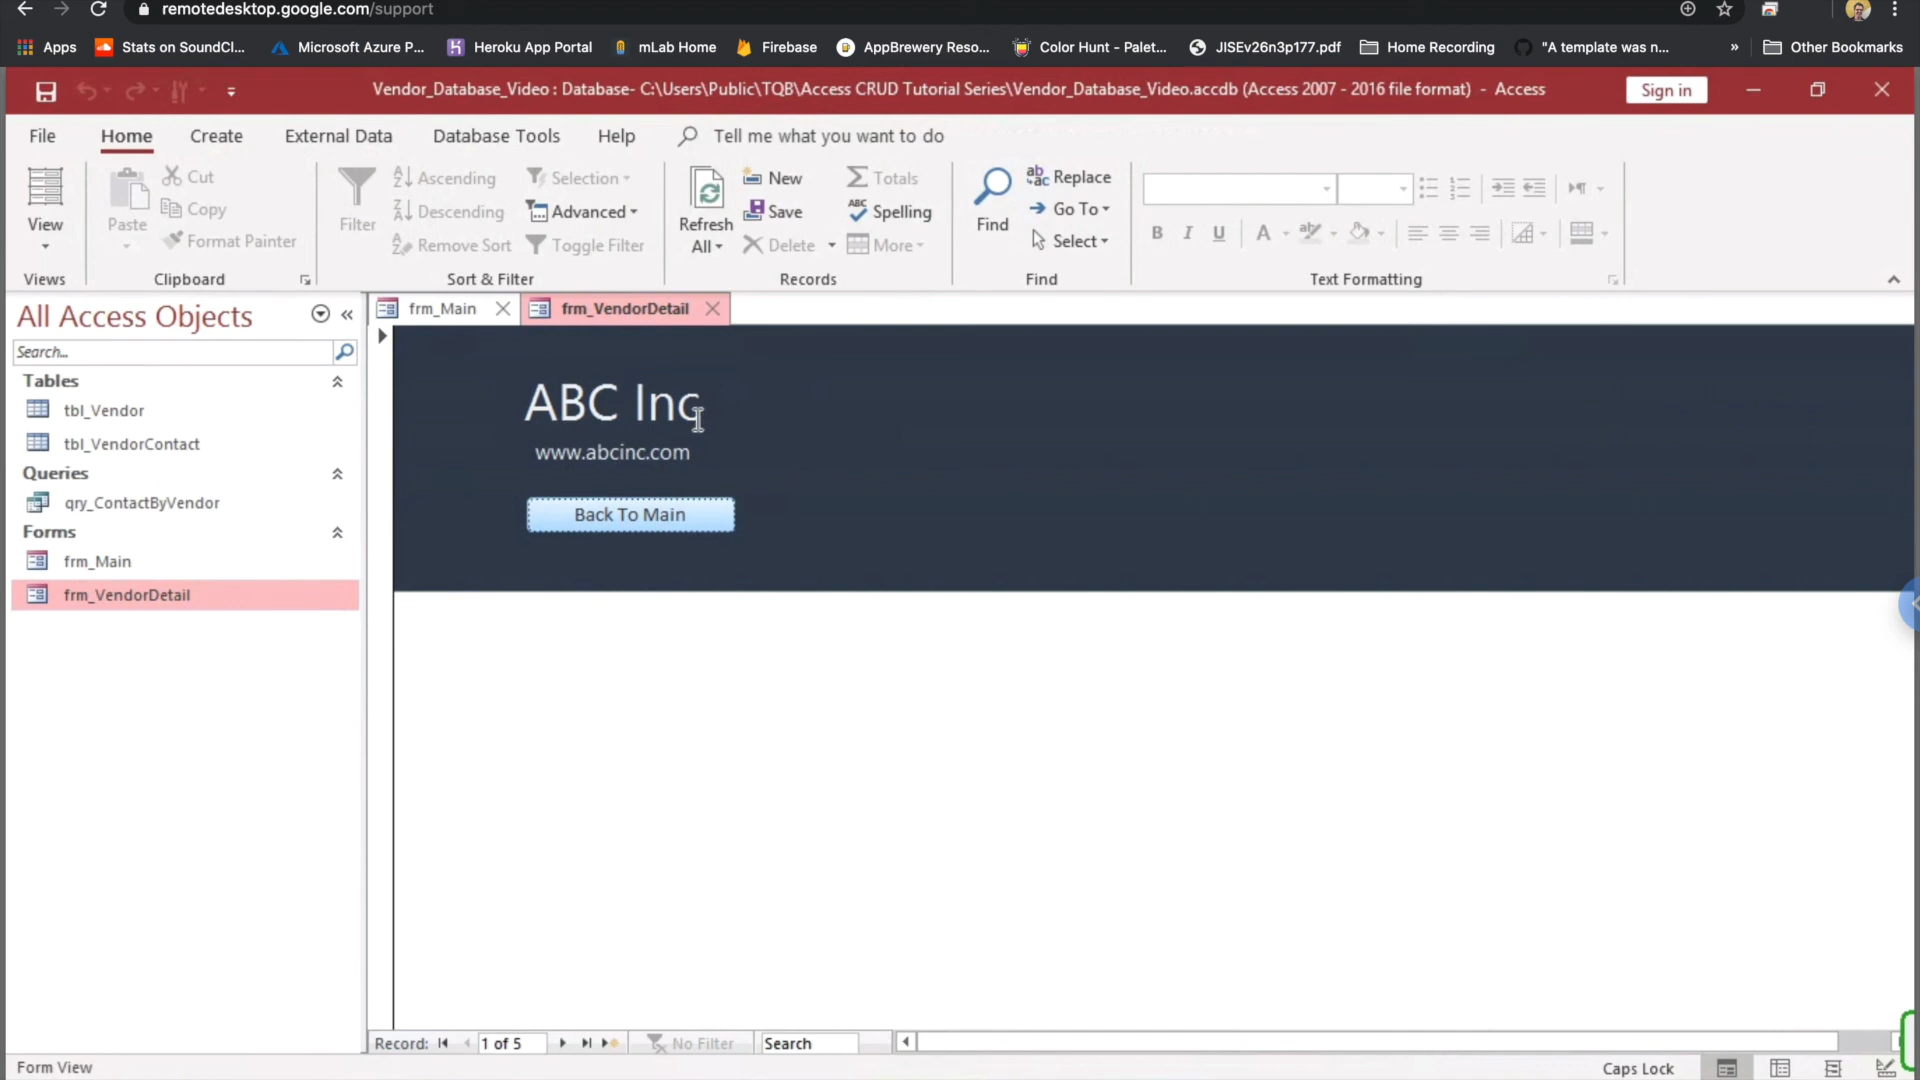 remotedesktop.google.com/support
Apps Stats on SoundCl... Microsoft Azure P... Heroku App Portal mLab Home Firebase AppBrewery Reso... Color Hunt - Palet... JISEv26n3p177.pdf Home Recording "A template was n... » Other Bookmarks
Vendor_Database_Video : Database- C:\Users\Public\TQB\Access CRUD Tutorial Series\Vendor_Database_Video.accdb (Access 2007 - 2016 file format) - Access Sign in
File Home Create External Data Database Tools Help Tell me what you want to do
Cut Ascending Selection New Totals Replace
Copy Descending Advanced Save Spelling Go To
View Paste Filter Refresh Find
Format Painter Remove Sort Toggle Filter All Delete More Select
B I U A
Views Clipboard Sort & Filter Records Find Text Formatting
All Access Objects «
frm_Main frm_VendorDetail
Search...
Tables
tbl_Vendor
tbl_VendorContact
Queries
qry_ContactByVendor
Forms
frm_Main
frm_VendorDetail
ABC Inc
www.abcinc.com
Back To Main
Record: 1 of 5 No Filter Search
Form View Caps Lock